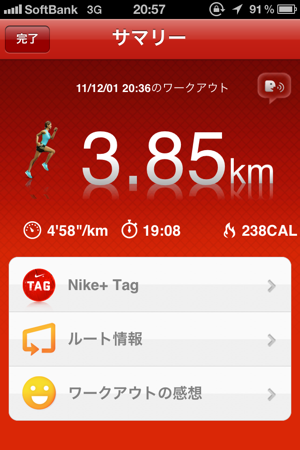 SoftBank 3G 20:57 91%
完了 サマリー
11/12/01 20:36のワークアウト
3.85km
4'58"/km 19:08 238CAL
TAG Nike+ Tag
ルート情報
ワークアウトの感想